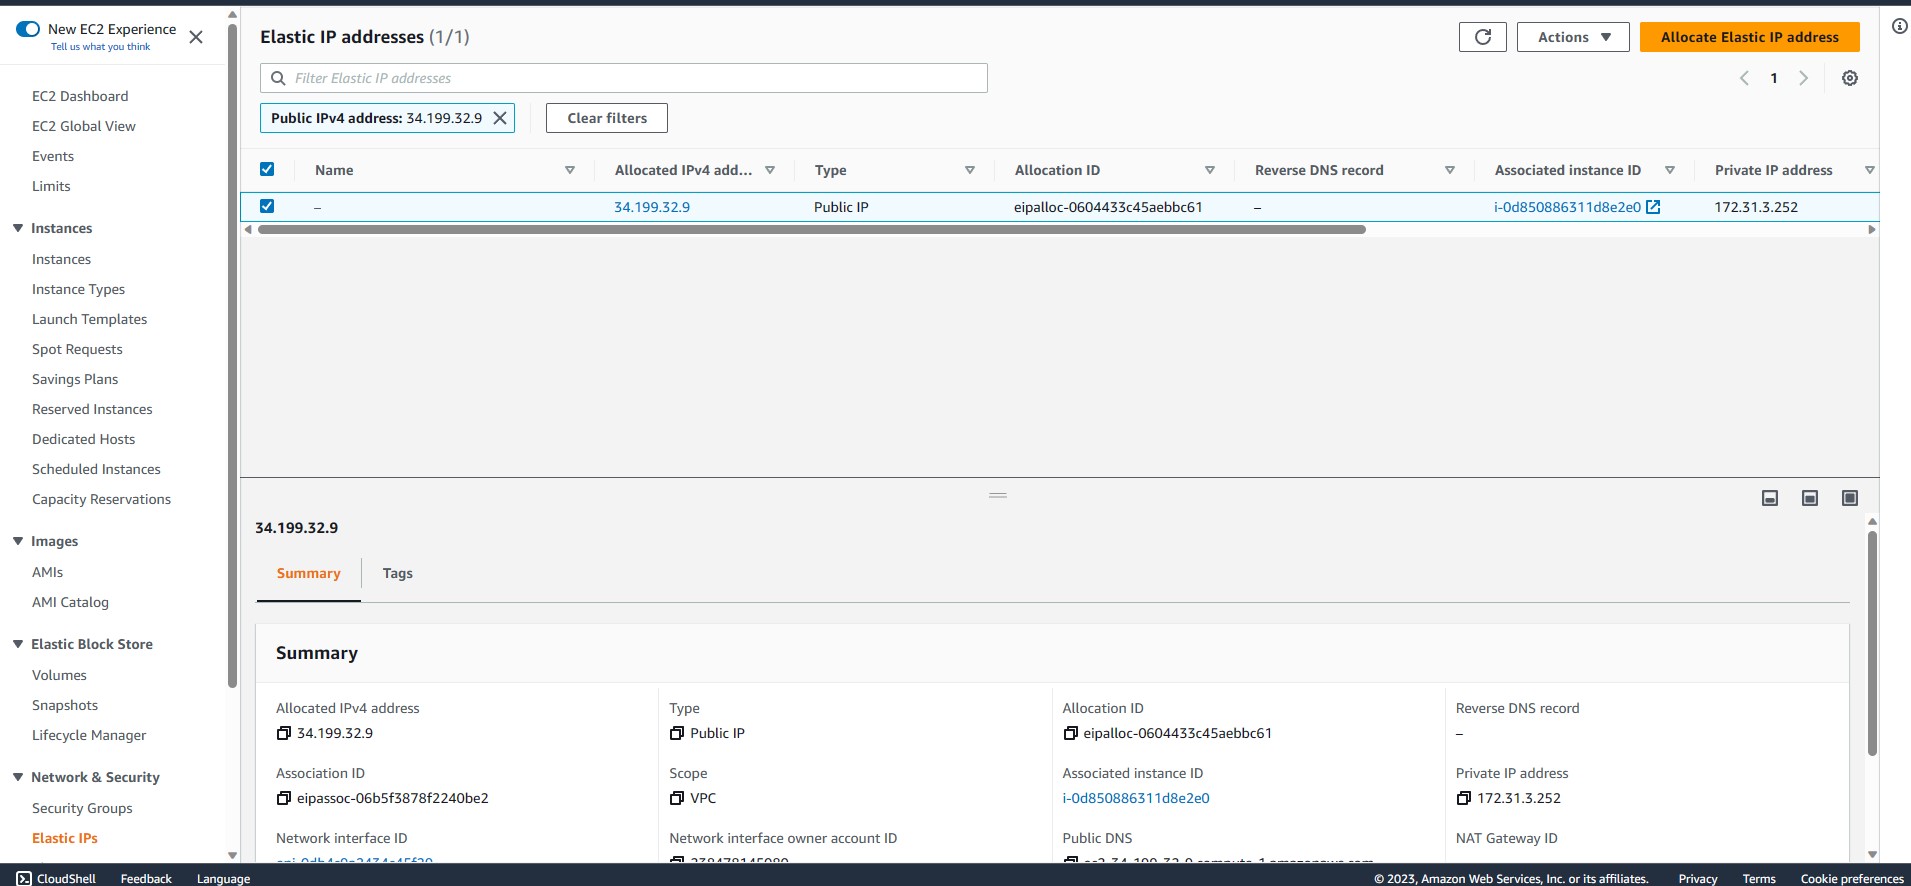 New EC2 Experience
Tell us what you think
EC2 Dashboard
EC2 Global View
Events
Limits
Instances
Instances
Instance Types
Launch Templates
Spot Requests
Savings Plans
Reserved Instances
Dedicated Hosts
Scheduled Instances
Capacity Reservations
Images
AMIs
AMI Catalog
Elastic Block Store
Volumes
Snapshots
Lifecycle Manager
Network & Security
Security Groups
Elastic IPs
Elastic IP addresses (1/1)
Actions
Allocate Elastic IP address
Filter Elastic IP addresses
1
Public IPv4 address: 34.199.32.9
Clear filters
Name Allocated IPv4 add... Type Allocation ID Reverse DNS record Associated instance ID Private IP address
– 34.199.32.9 Public IP eipalloc-0604433c45aebbc61 – i-0d850886311d8e2e0 172.31.3.252
34.199.32.9
Summary Tags
Summary
Allocated IPv4 address Type Allocation ID Reverse DNS record
34.199.32.9 Public IP eipalloc-0604433c45aebbc61 –
Association ID Scope Associated instance ID Private IP address
eipassoc-06b5f3878f2240be2 VPC i-0d850886311d8e2e0 172.31.3.252
Network interface ID Network interface owner account ID Public DNS NAT Gateway ID
CloudShell Feedback Language © 2023, Amazon Web Services, Inc. or its affiliates. Privacy Terms Cookie preferences